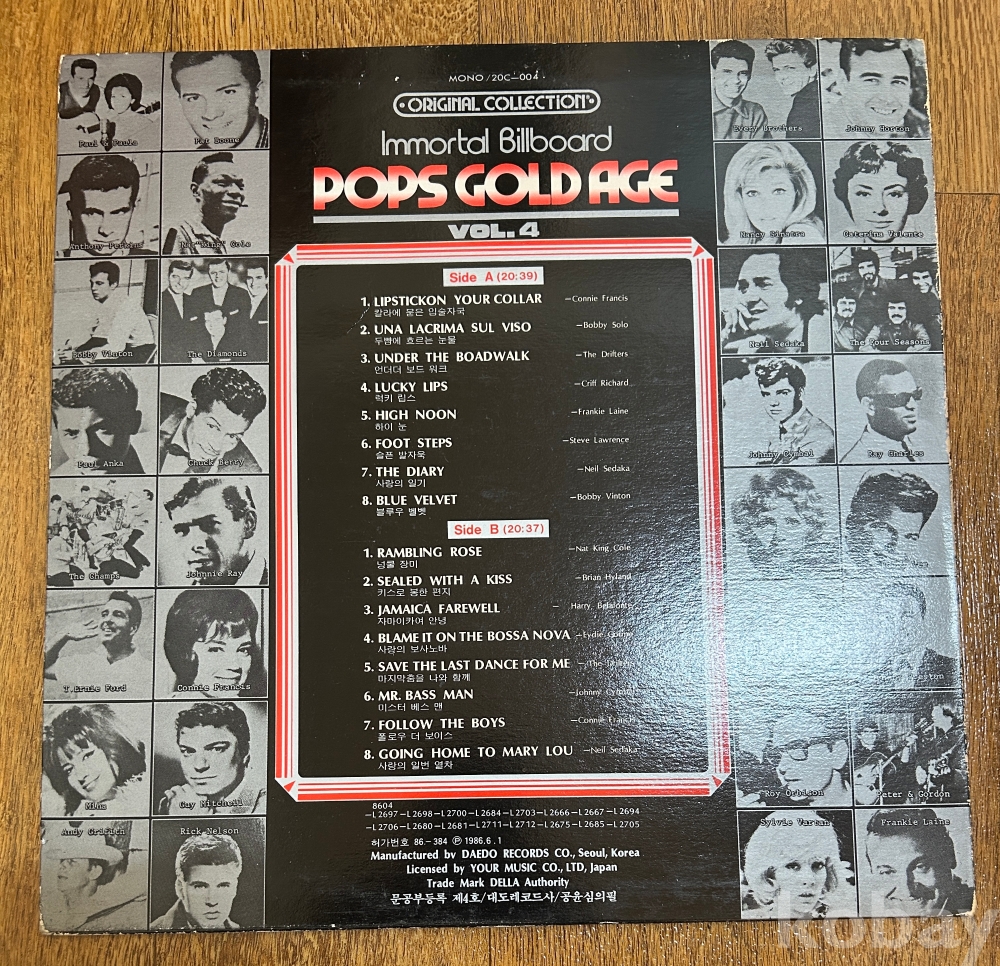 MONO/20C-004
ORIGINAL COLLECTION
Immortal Billboard
POPS GOLD AGE
VOL.4
Side A (20:39)
1. LIPSTICKON YOUR COLLAR —Connie Francis
칼라에 묻은 입술자국
2. UNA LACRIMA SUL VISO —Bobby Solo
두뺨에 흐르는 눈물
3. UNDER THE BOADWALK —The Drifters
언더더 보드 워크
4. LUCKY LIPS —Criff Richard
럭키 립스
5. HIGH NOON —Frankie Laine
하이 눈
6. FOOT STEPS —Steve Lawrence
슬픈 발자욱
7. THE DIARY —Neil Sedaka
사랑의 일기
8. BLUE VELVET —Bobby Vinton
블루우 벨벳
Side B (20:37)
1. RAMBLING ROSE —Nat King Cole
넝쿨 장미
2. SEALED WITH A KISS —Brian Hyland
키스로 봉한 편지
3. JAMAICA FAREWELL — Harry, Belafonte
자마이카여 안녕
4. BLAME IT ON THE BOSSA NOVA —Eydie
사랑의 보사노바
5. SAVE THE LAST DANCE FOR ME —The
마지막춤을 나와 함께
6. MR. BASS MAN —Johnny Cymbal
미스터 베스 맨
7. FOLLOW THE BOYS —Connie Francis
폴로우 더 보이스
8. GOING HOME TO MARY LOU —Neil Sedaka
사랑의 일번 열차
8604
—L2697—L2698—L2700—L2684—L2703—L2666—L2667—L2694
—L2706—L2680—L2681—L2711—L2712—L2675—L2685—L2705
허가번호 86.—384 Ⓟ 1986.6.1
Manufactured by DAEDO RECORDS CO., Seoul, Korea
Licensed by YOUR MUSIC CO., LTD, Japan
Trade Mark DELLA Authority
문공부등록 제4호/대도레코드사/공윤심의필
Paul & Paula
Pat Boone
Anthony Perkins
Nat "King" Cole
Bobby Vinton
The Diamonds
Paul Anka
Chuck Berry
The Champs
Johnnie Ray
T.Ernie Ford
Connie Francis
Mina
Guy Mitchell
Andy Griffith
Rick Nelson
Every Brothers
Johnny Horton
Nancy Sinatra
Caterina Valente
Neil Sedaka
The Four Seasons
Johnny Cymbal
Ray Charles
Roy Orbison
Peter & Gordon
Sylvie Vartan
Frankie Laine
kobay